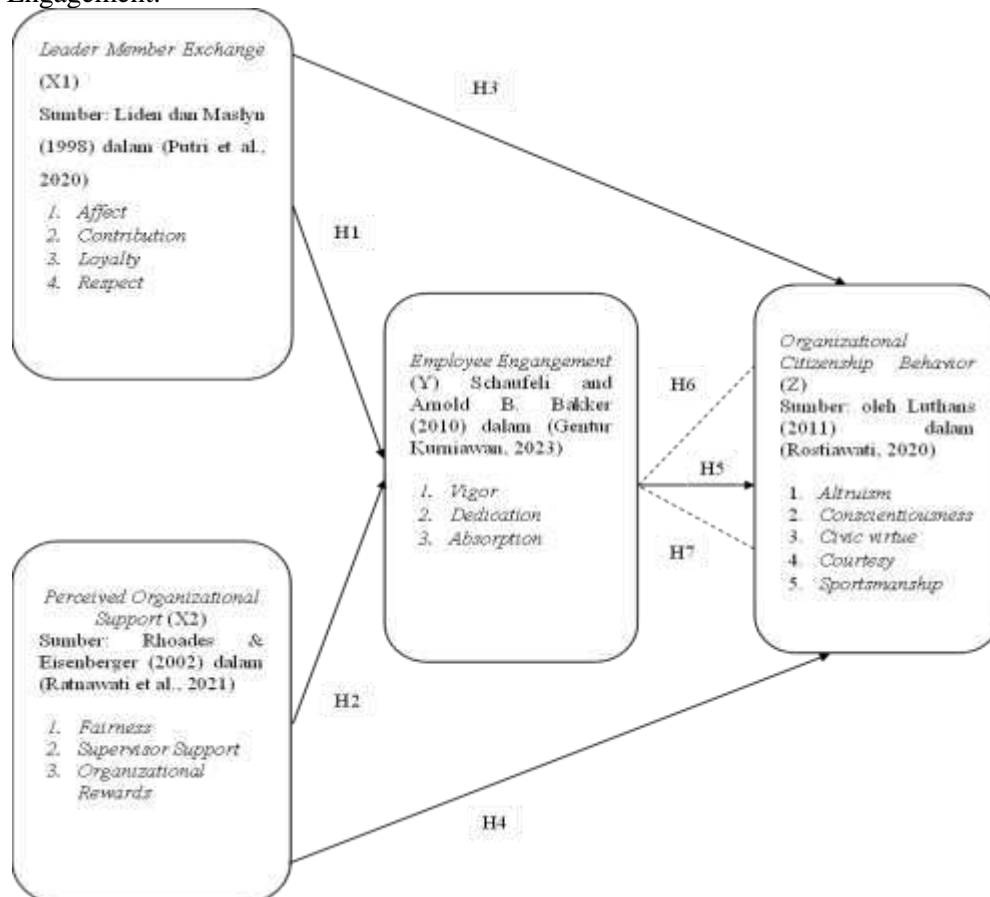 Engagement.
Leader Member Exchange
(X1)
Sumber: Liden dan Maslyn
(1998) dalam (Putri et al.,
2020)
1. Affect
2. Contribution
3. Loyalty
4. Respect
H3
H1
Employee Engangement
(Y) Schaufeli and
Arnold B. Bakker
(2010) dalam (Gentur
Kurniawan, 2023)
1. Vigor
2. Dedication
3. Absorption
H6
H5
H7
Organizational
Citizenship Behavior
(Z)
Sumber: oleh Luthans
(2011) dalam
(Rostiawati, 2020)
1. Altruism
2. Conscientiousness
3. Civic virtue
4. Courtesy
5. Sportsmanship
Perceived Organizational
Support (X2)
Sumber: Rhoades &
Eisenberger (2002) dalam
(Ratnawati et al., 2021)
1. Fairness
2. Supervisor Support
3. Organizational
Rewards
H2
H4